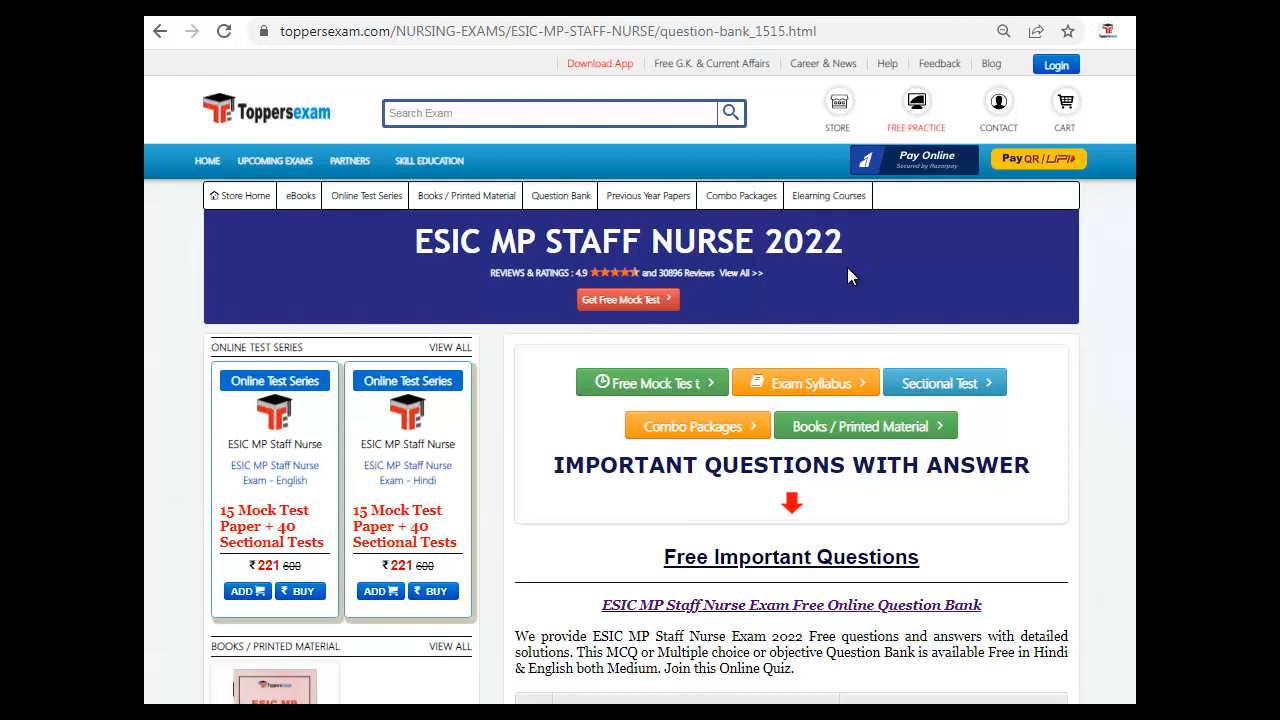 toppersexam.com/NURSING-EXAMS/ESIC-MP-STAFF-NURSE/question-bank_1515.html
Download App Free G.K. & Current Affairs Career & News Help Feedback Blog Login
Toppersexam
Search Exam
STORE FREE PRACTICE CONTACT CART
HOME UPCOMING EXAMS PARTNERS SKILL EDUCATION
Pay Online
Secured by Razorpay
Pay QR / UPI
Store Home eBooks Online Test Series Books / Printed Material Question Bank Previous Year Papers Combo Packages Elearning Courses
ESIC MP STAFF NURSE 2022
REVIEWS & RATINGS : 4.9 and 30896 Reviews View All >>
Get Free Mock Test
ONLINE TEST SERIES VIEW ALL
Online Test Series
ESIC MP Staff Nurse
ESIC MP Staff Nurse
Exam - English
15 Mock Test
Paper + 40
Sectional Tests
₹ 221 600
ADD ₹ BUY
Online Test Series
ESIC MP Staff Nurse
ESIC MP Staff Nurse
Exam - Hindi
15 Mock Test
Paper + 40
Sectional Tests
₹ 221 600
ADD ₹ BUY
BOOKS / PRINTED MATERIAL VIEW ALL
Toppersexam
ESIC MP
Free Mock Tes t Exam Syllabus Sectional Test
Combo Packages Books / Printed Material
IMPORTANT QUESTIONS WITH ANSWER
Free Important Questions
ESIC MP Staff Nurse Exam Free Online Question Bank
We provide ESIC MP Staff Nurse Exam 2022 Free questions and answers with detailed
solutions. This MCQ or Multiple choice or objective Question Bank is available Free in Hindi
& English both Medium. Join this Online Quiz.